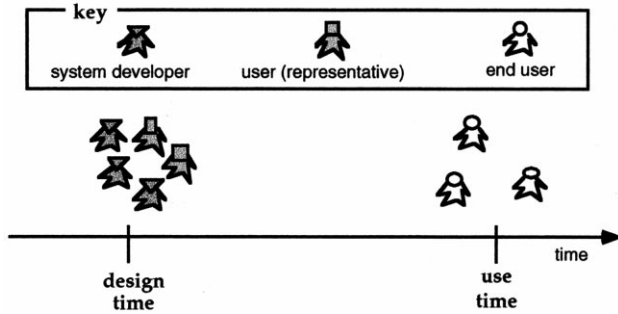 key
system developer
user (representative)
end user
time
design
time
use
time